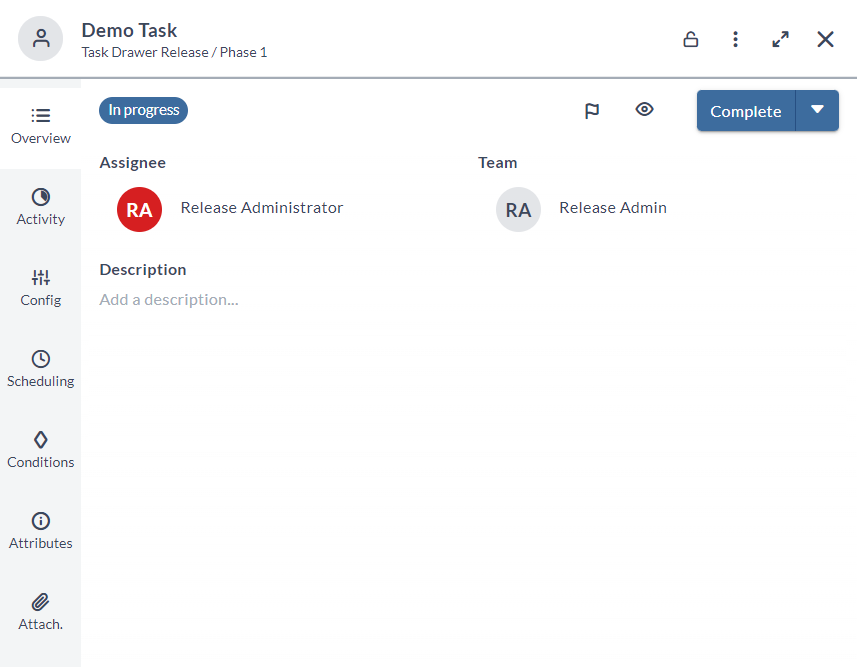 Demo Task
Task Drawer Release / Phase 1
Overview
Activity
Config
Scheduling
Conditions
Attributes
Attach.
In progress
Complete
Assignee
Team
RA
Release Administrator
RA
Release Admin
Description
Add a description...